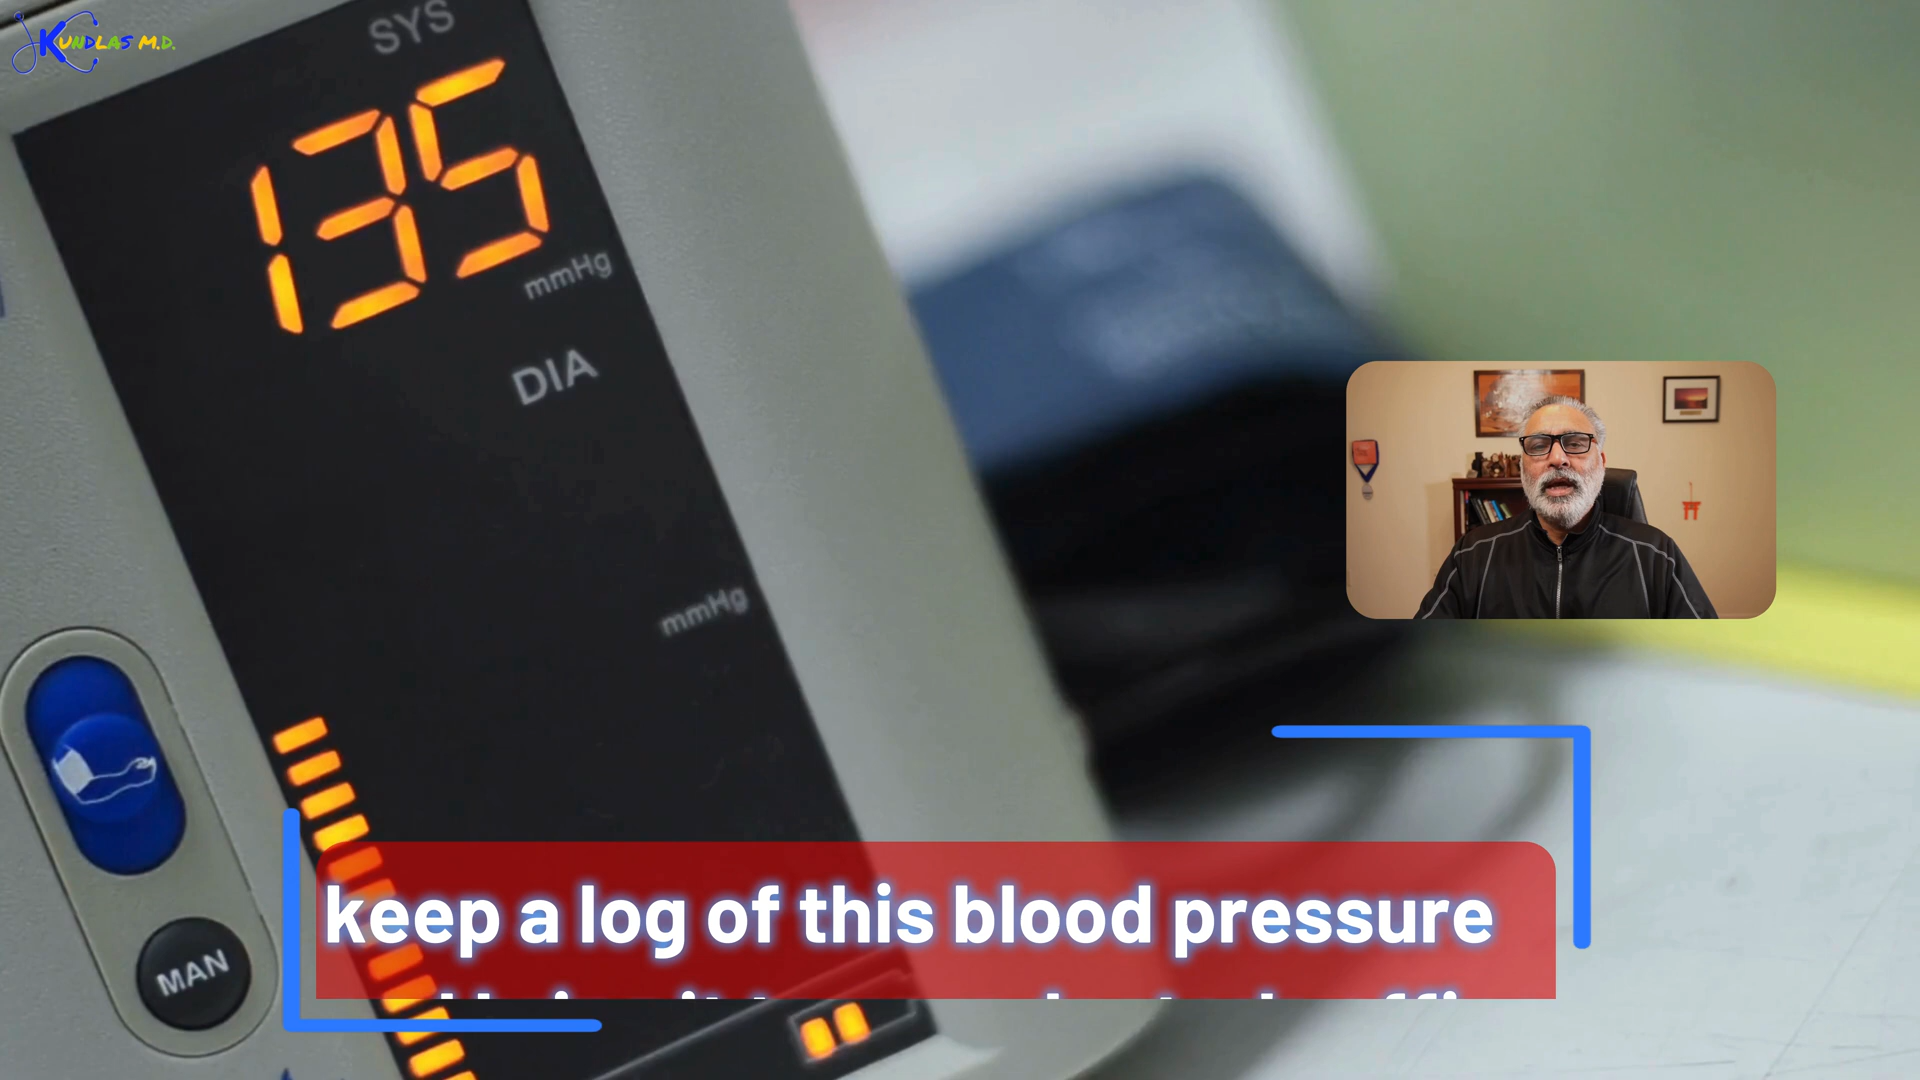 KUNDLAS M.D.
SYS
135
mmHg
DIA
mmHg
MAN
keep a log of this blood pressure